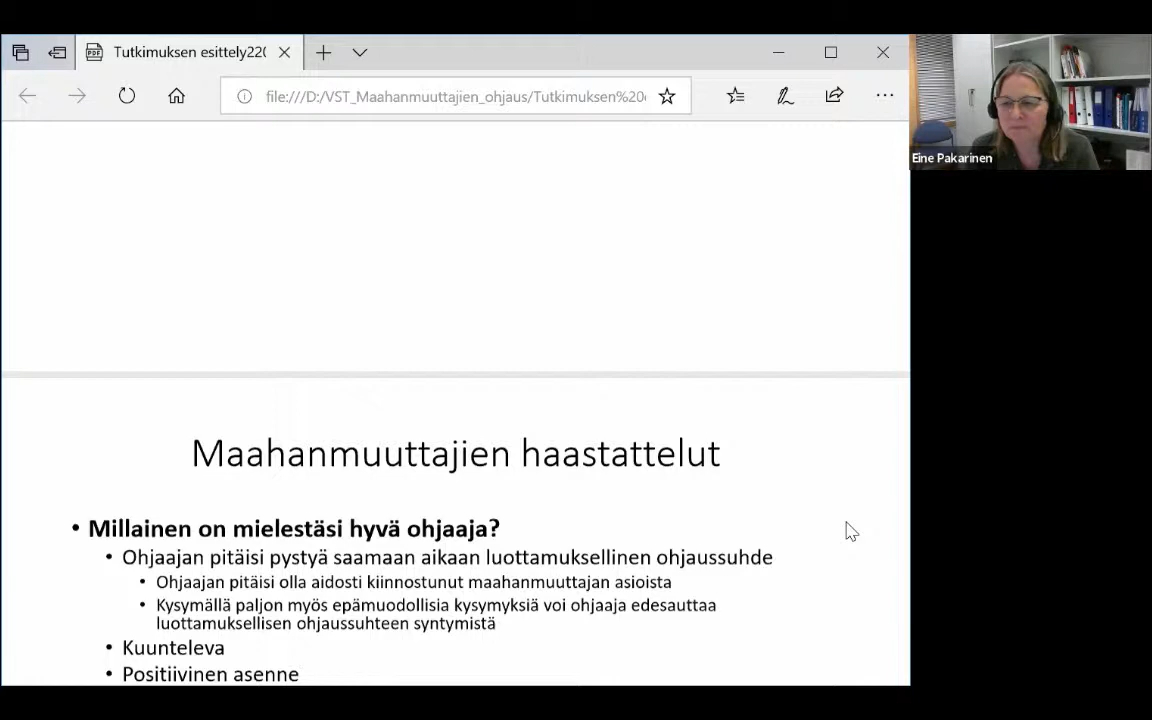 Tutkimuksen esittely220
file:///D:/VST_Maahanmuuttajien_ohjaus/Tutkimuksen%20
Eine Pakarinen
Maahanmuuttajien haastattelut
• Millainen on mielestäsi hyvä ohjaaja?
• Ohjaajan pitäisi pystyä saamaan aikaan luottamuksellinen ohjaussuhde
• Ohjaajan pitäisi olla aidosti kiinnostunut maahanmuuttajan asioista
• Kysymällä paljon myös epämuodollisia kysymyksiä voi ohjaaja edesauttaa
luottamuksellisen ohjaussuhteen syntymistä
• Kuunteleva
• Positiivinen asenne